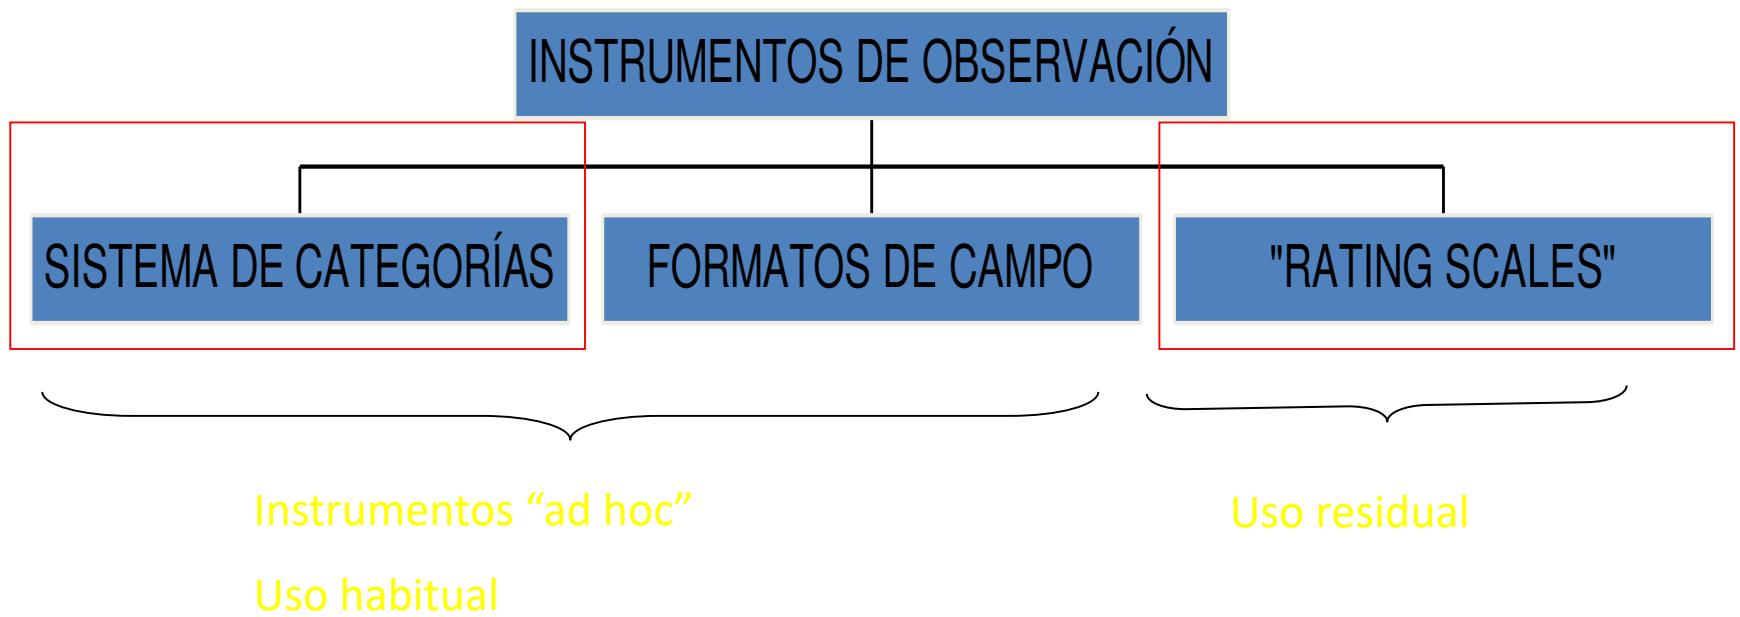 INSTRUMENTOS DE OBSERVACIÓN
SISTEMA DE CATEGORÍAS
FORMATOS DE CAMPO
"RATING SCALES"
Instrumentos “ad hoc”
Uso habitual
Uso residual